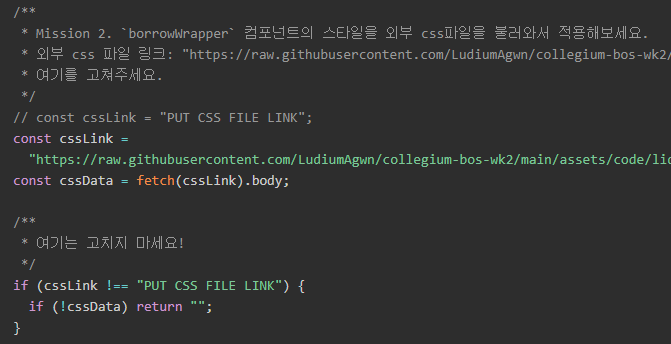 /**
 * Mission 2. `borrowWrapper` 컴포넌트의 스타일을 외부 css파일을 불러와서 적용해보세요.
 * 외부 css 파일 링크: "https://raw.githubusercontent.com/LudiumAgwn/collegium-bos-wk2/
 * 여기를 고쳐주세요.
 */
// const cssLink = "PUT CSS FILE LINK";
const cssLink =
  "https://raw.githubusercontent.com/LudiumAgwn/collegium-bos-wk2/main/assets/code/lid
const cssData = fetch(cssLink).body;
/**
 * 여기는 고치지 마세요!
 */
if (cssLink !== "PUT CSS FILE LINK") {
  if (!cssData) return "";
}